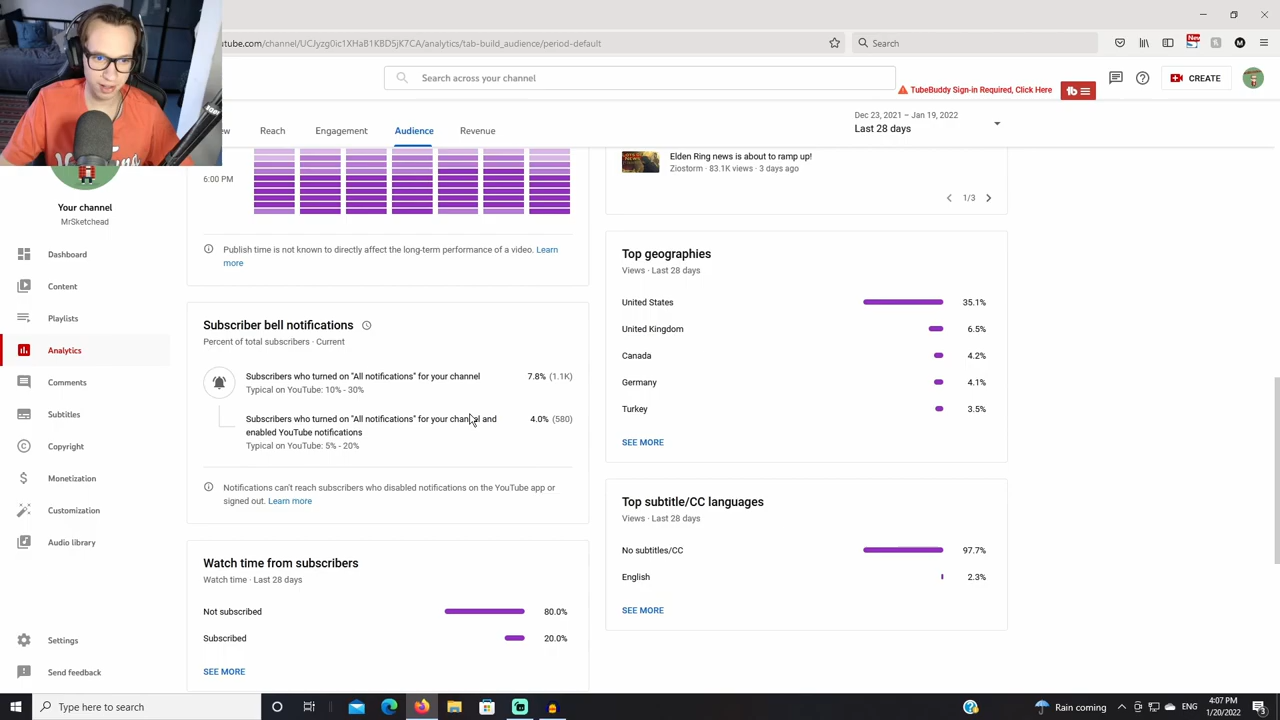 tube.com/channel/UCJyzg0ic1XHaB1KBD5jK7CA/analytics/tab-build_audience/period-default
Search
New
M
Search across your channel
TubeBuddy Sign-in Required, Click Here
tb
CREATE
Reach
Engagement
Audience
Revenue
Dec 23, 2021 – Jan 19, 2022
Last 28 days
6:00 PM
Publish time is not known to directly affect the long-term performance of a video. Learn
more
Elden Ring news is about to ramp up!
Ziostorm · 83.1K views · 3 days ago
1/3
Your channel
MrSketchead
Dashboard
Content
Playlists
Analytics
Comments
Subtitles
Copyright
Monetization
Customization
Audio library
Settings
Send feedback
Subscriber bell notifications
Percent of total subscribers · Current
Subscribers who turned on "All notifications" for your channel
7.8% (1.1K)
Typical on YouTube: 10% - 30%
Subscribers who turned on "All notifications" for your channel and
4.0% (580)
enabled YouTube notifications
Typical on YouTube: 5% - 20%
Notifications can't reach subscribers who disabled notifications on the YouTube app or
signed out. Learn more
Watch time from subscribers
Watch time · Last 28 days
Not subscribed 80.0%
Subscribed 20.0%
SEE MORE
Top geographies
Views · Last 28 days
United States 35.1%
United Kingdom 6.5%
Canada 4.2%
Germany 4.1%
Turkey 3.5%
SEE MORE
Top subtitle/CC languages
Views · Last 28 days
No subtitles/CC 97.7%
English 2.3%
SEE MORE
Type here to search
Rain coming
ENG
4:07 PM
1/20/2022